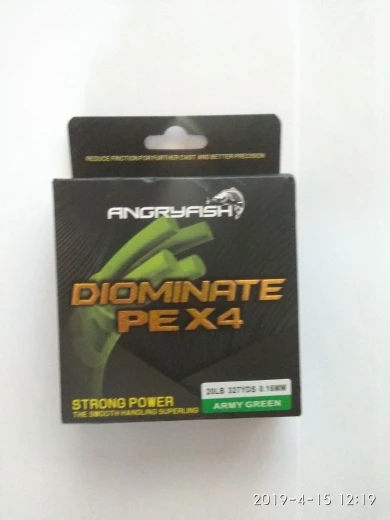 REDUCE FRICTION FOR FURTHER CAST AND BETTER PRECISION
ANGRYFISH
DIOMINATE
PE X4
20LB 327YDS 0.16MM
ARMY GREEN
STRONG POWER
THE SMOOTH HANDLING SUPERLINE
2019-4-15 12:19